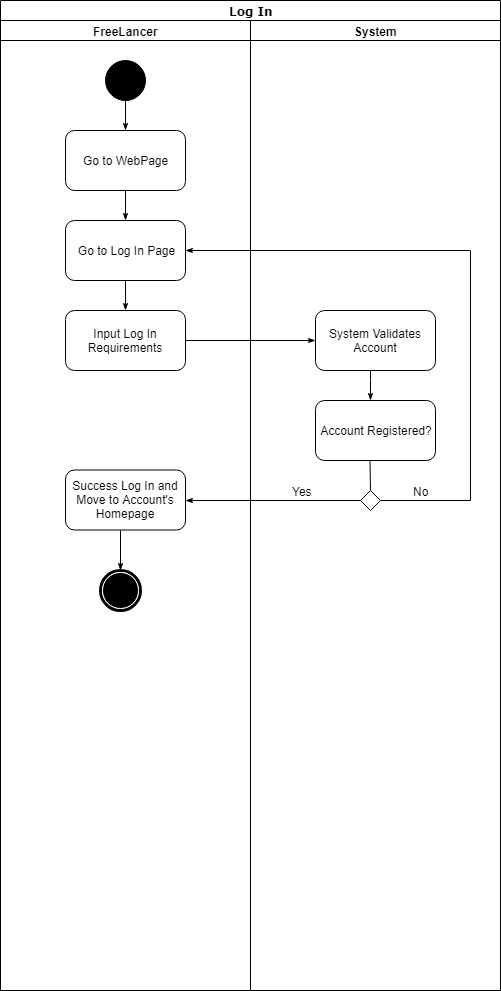 Log In
FreeLancer
System
Go to WebPage
Go to Log In Page
Input Log In
Requirements
System Validates
Account
Account Registered?
Yes
No
Success Log In and
Move to Account's
Homepage